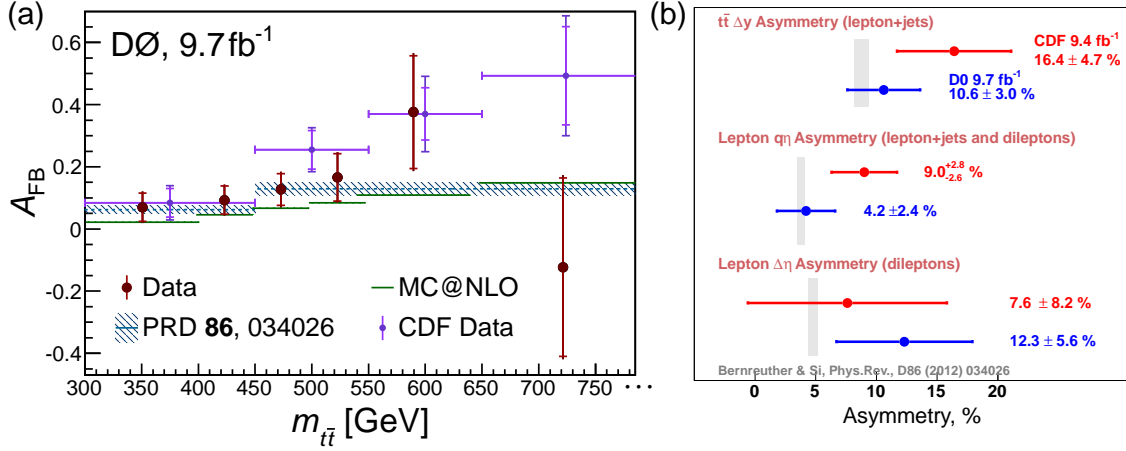 (a)
DØ, 9.7 fb⁻¹
A_FB
0.6
0.4
0.2
0
-0.2
-0.4
Data
MC@NLO
PRD 86, 034026
CDF Data
300 350 400 450 500 550 600 650 700 750 ...
m_tt̄ [GeV]
(b)
tt̄ Δy Asymmetry (lepton+jets)
CDF 9.4 fb⁻¹
16.4 ± 4.7 %
D0 9.7 fb⁻¹
10.6 ± 3.0 %
Lepton qη Asymmetry (lepton+jets and dileptons)
9.0 +2.8 -2.6 %
4.2 ±2.4 %
Lepton Δη Asymmetry (dileptons)
7.6 ± 8.2 %
12.3 ± 5.6 %
Bernreuther & Si, Phys.Rev., D86 (2012) 034026
0 5 10 15 20
Asymmetry, %